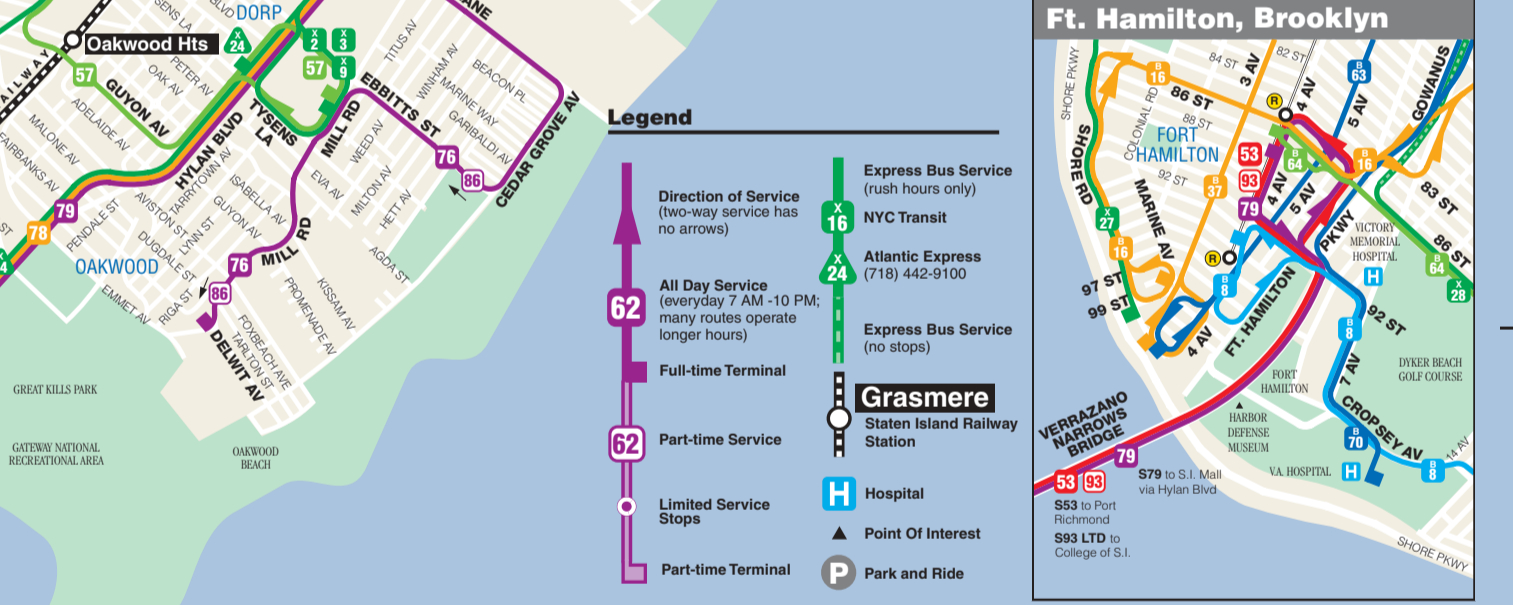 SENS LA
BLVD
DORP
ANE
Oakwood Hts
X
24
X
2
X
3
57
X
9
57
AILWAY
GUYON AV
PETER AV
OAK AV
ADELAIDE AV
MALONE AV
FAIRBANKS AV
TYSENS
LA
HYLAN BLVD
MILL RD
EBBITTS ST
TITUS AV
WINHAM AV
BEACON PL
MARINE WAY
GARIBALDI AV
CEDAR GROVE AV
WEED AV
76
86
EVA AV
MILTON AV
HETT AV
TARRYTOWN AV
ISABELLA AV
GUYON AV
AVISTON ST
LYNN ST
DUGDALE ST
PENDALE ST
79
78
4
ST
OAKWOOD
EMMET AV
RIGA ST
76
MILL RD
86
AGDA ST
KISSAM AV
PROMENADE AV
FOXBEACH AVE
TARLTON ST
DELWIT AV
GREAT KILLS PARK
GATEWAY NATIONAL
RECREATIONAL AREA
OAKWOOD
BEACH
Legend
Direction of Service
(two-way service has
no arrows)
62
All Day Service
(everyday 7 AM -10 PM;
many routes operate
longer hours)
Full-time Terminal
62
Part-time Service
Limited Service
Stops
Part-time Terminal
Express Bus Service
(rush hours only)
X
16
NYC Transit
X
24
Atlantic Express
(718) 442-9100
Express Bus Service
(no stops)
Grasmere
Staten Island Railway
Station
H
Hospital
Point Of Interest
P
Park and Ride
Ft. Hamilton, Brooklyn
SHORE PKWY
84 ST
3 AV
82 ST
4 AV
B
63
5 AV
GOWANUS
B
16
86 ST
R
COLONIAL RD
88 ST
FORT
HAMILTON
92 ST
SHORE RD
MARINE AV
B
37
53
93
79
4 AV
5 AV
B
64
B
16
83 ST
PKWY
VICTORY
MEMORIAL
HOSPITAL
H
86 ST
B
64
X
28
X
27
B
16
R
97 ST
99 ST
B
8
4 AV
FT. HAMILTON
92 ST
B
8
7 AV
DYKER BEACH
GOLF COURSE
FORT
HAMILTON
HARBOR
DEFENSE
MUSEUM
CROPSEY AV
B
70
14 AV
V.A. HOSPITAL
H
B
8
VERRAZANO
NARROWS
BRIDGE
79
53
93
S79 to S.I. Mall
via Hylan Blvd
S53 to Port
Richmond
S93 LTD to
College of S.I.
SHORE PKWY